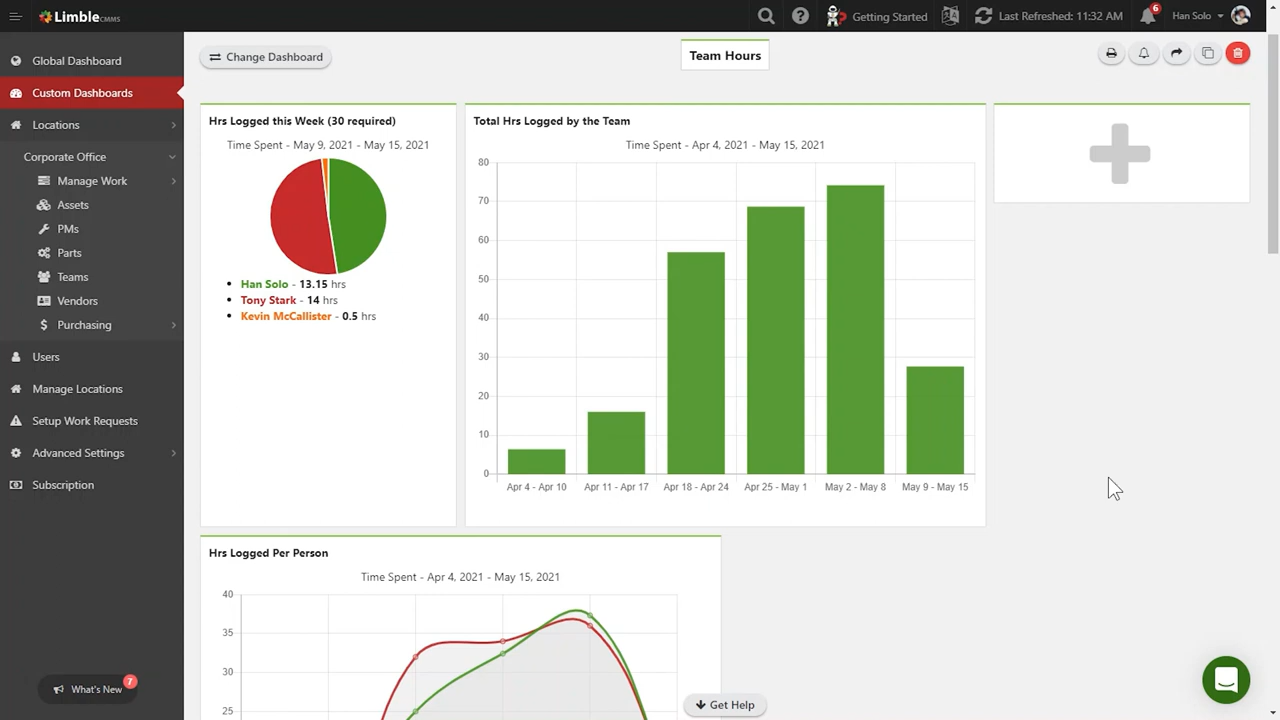 Limble CMMS
Getting Started
Last Refreshed: 11:32 AM
6
Han Solo
Global Dashboard
Custom Dashboards
Locations
Corporate Office
Manage Work
Assets
PMs
Parts
Teams
Vendors
Purchasing
Users
Manage Locations
Setup Work Requests
Advanced Settings
Subscription
What's New
7
Change Dashboard
Team Hours
Hrs Logged this Week (30 required)
Time Spent - May 9, 2021 - May 15, 2021
Han Solo - 13.15 hrs
Tony Stark - 14 hrs
Kevin McCallister - 0.5 hrs
Total Hrs Logged by the Team
Time Spent - Apr 4, 2021 - May 15, 2021
80
70
60
50
40
30
20
10
0
Apr 4 - Apr 10 Apr 11 - Apr 17 Apr 18 - Apr 24 Apr 25 - May 1 May 2 - May 8 May 9 - May 15
Hrs Logged Per Person
Time Spent - Apr 4, 2021 - May 15, 2021
40
35
30
25
Get Help